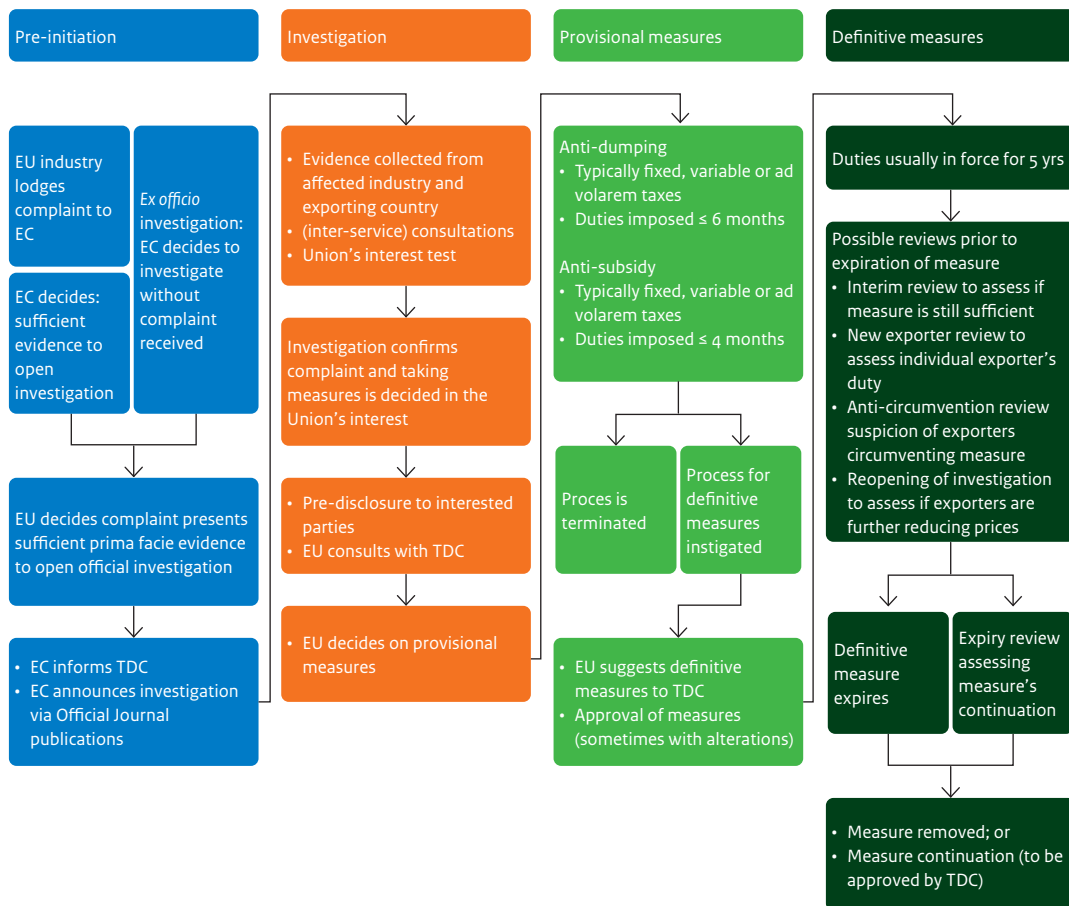 Pre-initiation
Investigation
Provisional measures
Definitive measures
EU industry
lodges
complaint to
EC
EC decides:
sufficient
evidence to
open
investigation
Ex officio
investigation:
EC decides to
investigate
without
complaint
received
EU decides complaint presents
sufficient prima facie evidence
to open official investigation
• EC informs TDC
• EC announces investigation
via Official Journal
publications
• Evidence collected from
affected industry and
exporting country
• (inter-service) consultations
• Union's interest test
Investigation confirms
complaint and taking
measures is decided in the
Union's interest
• Pre-disclosure to interested
parties
• EU consults with TDC
• EU decides on provisional
measures
Anti-dumping
• Typically fixed, variable or ad
volarem taxes
• Duties imposed ≤ 6 months
Anti-subsidy
• Typically fixed, variable or ad
volarem taxes
• Duties imposed ≤ 4 months
Proces is
terminated
Process for
definitive
measures
instigated
• EU suggests definitive
measures to TDC
• Approval of measures
(sometimes with alterations)
Duties usually in force for 5 yrs
Possible reviews prior to
expiration of measure
• Interim review to assess if
measure is still sufficient
• New exporter review to
assess individual exporter's
duty
• Anti-circumvention review
suspicion of exporters
circumventing measure
• Reopening of investigation
to assess if exporters are
further reducing prices
Definitive
measure
expires
Expiry review
assessing
measure's
continuation
• Measure removed; or
• Measure continuation (to be
approved by TDC)